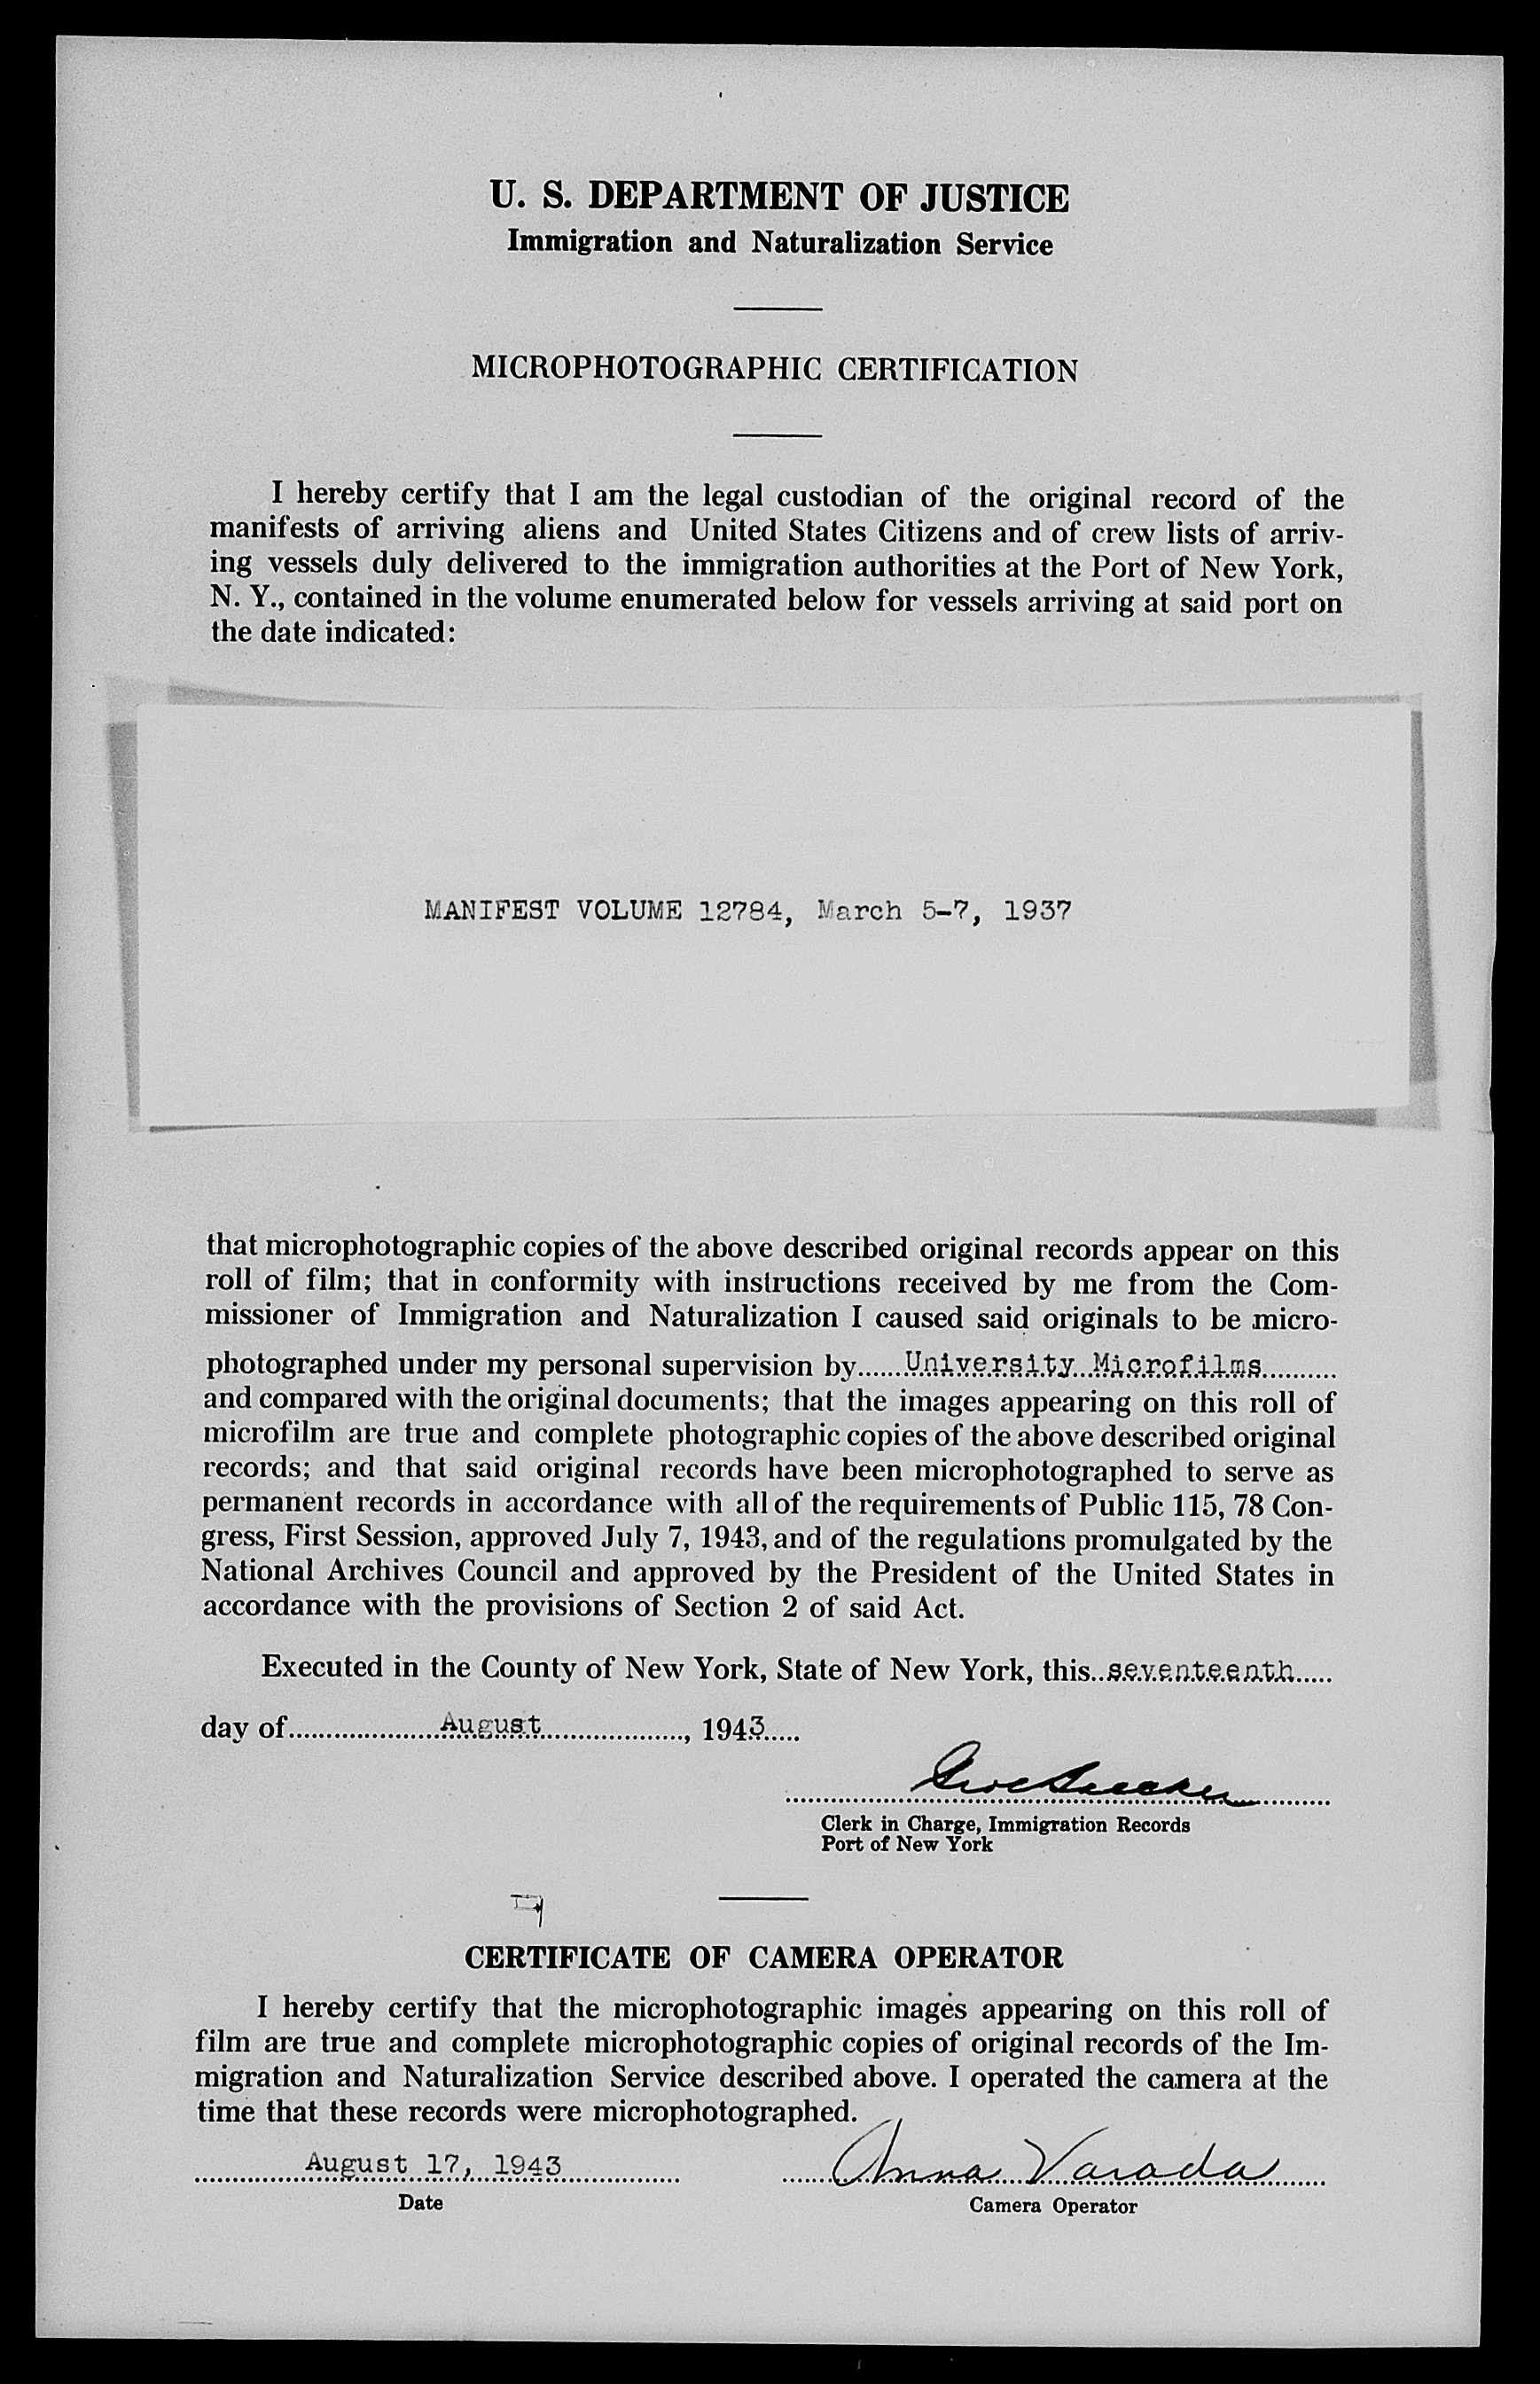 U. S. DEPARTMENT OF JUSTICE
Immigration and Naturalization Service
MICROPHOTOGRAPHIC CERTIFICATION
I hereby certify that I am the legal custodian of the original record of the
manifests of arriving aliens and United States Citizens and of crew lists of arriv-
ing vessels duly delivered to the immigration authorities at the Port of New York,
N. Y., contained in the volume enumerated below for vessels arriving at said port on
the date indicated:
MANIFEST VOLUME 12784, March 5-7, 1937
that microphotographic copies of the above described original records appear on this
roll of film; that in conformity with instructions received by me from the Com-
missioner of Immigration and Naturalization I caused said originals to be micro-
photographed under my personal supervision by......University Microfilms..........
and compared with the original documents; that the images appearing on this roll of
microfilm are true and complete photographic copies of the above described original
records; and that said original records have been microphotographed to serve as
permanent records in accordance with all of the requirements of Public 115, 78 Con-
gress, First Session, approved July 7, 1943, and of the regulations promulgated by the
National Archives Council and approved by the President of the United States in
accordance with the provisions of Section 2 of said Act.
Executed in the County of New York, State of New York, this..seventeenth.....
day of....................August..................., 1943.....
Clerk in Charge, Immigration Records
Port of New York
CERTIFICATE OF CAMERA OPERATOR
I hereby certify that the microphotographic images appearing on this roll of
film are true and complete microphotographic copies of original records of the Im-
migration and Naturalization Service described above. I operated the camera at the
time that these records were microphotographed.
August 17, 1943 Anna Varada
Date Camera Operator